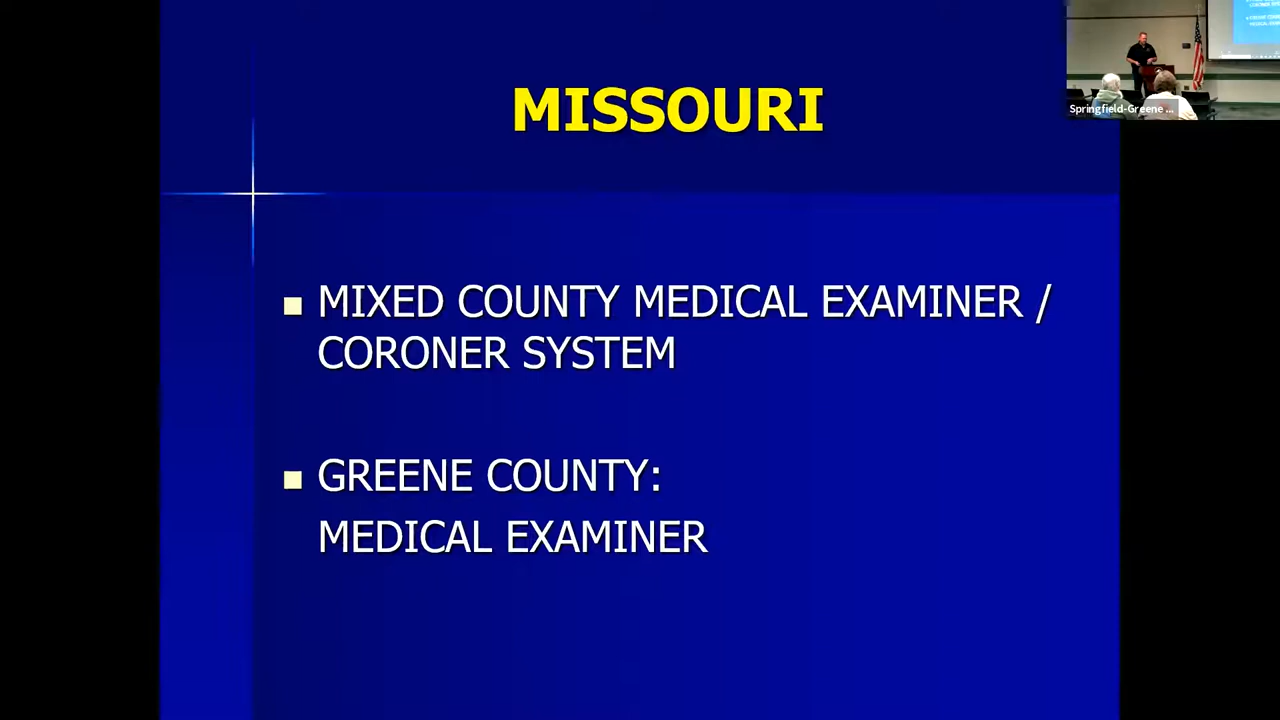 MISSOURI
Springfield-Greene ...
MIXED COUNTY MEDICAL EXAMINER /
CORONER SYSTEM
GREENE COUNTY:
MEDICAL EXAMINER